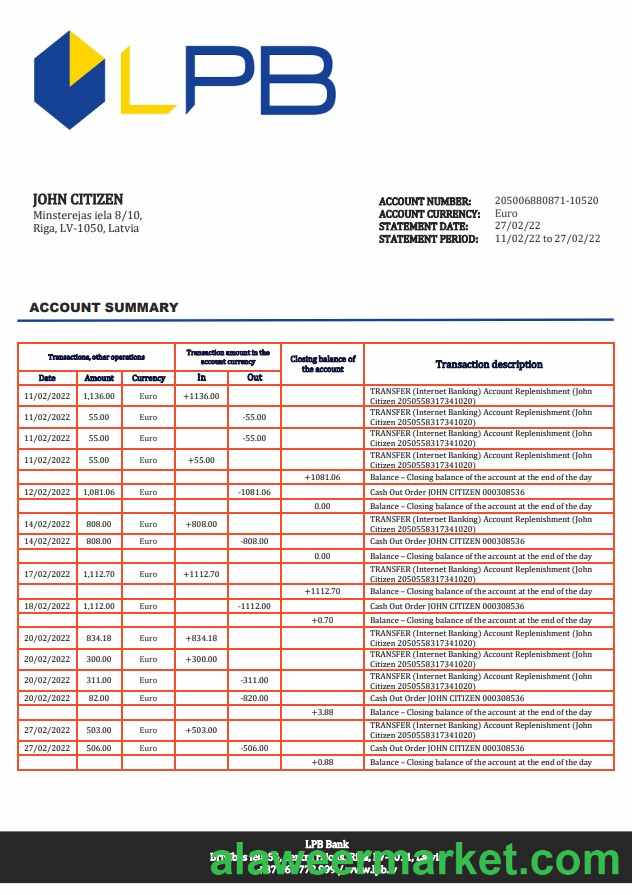 LPB
JOHN CITIZEN
Minsterejas iela 8/10,
Riga, LV-1050, Latvia
ACCOUNT NUMBER: 205006880871-10520
ACCOUNT CURRENCY: Euro
STATEMENT DATE: 27/02/22
STATEMENT PERIOD: 11/02/22 to 27/02/22
ACCOUNT SUMMARY
Transactions, other operations
Transaction amount in the
account currency
Closing balance of
the account
Transaction description
Date Amount Currency In Out
11/02/2022 1,136.00 Euro +1136.00 TRANSFER (Internet Banking) Account Replenishment (John
Citizen 2050558317341020)
11/02/2022 55.00 Euro -55.00 TRANSFER (Internet Banking) Account Replenishment (John
Citizen 2050558317341020)
11/02/2022 55.00 Euro -55.00 TRANSFER (Internet Banking) Account Replenishment (John
Citizen 2050558317341020)
11/02/2022 55.00 Euro +55.00 TRANSFER (Internet Banking) Account Replenishment (John
Citizen 2050558317341020)
+1081.06 Balance – Closing balance of the account at the end of the day
12/02/2022 1,081.06 Euro -1081.06 Cash Out Order JOHN CITIZEN 000308536
0.00 Balance – Closing balance of the account at the end of the day
14/02/2022 808.00 Euro +808.00 TRANSFER (Internet Banking) Account Replenishment (John
Citizen 2050558317341020)
14/02/2022 808.00 Euro -808.00 Cash Out Order JOHN CITIZEN 000308536
0.00 Balance – Closing balance of the account at the end of the day
17/02/2022 1,112.70 Euro +1112.70 TRANSFER (Internet Banking) Account Replenishment (John
Citizen 2050558317341020)
+1112.70 Balance – Closing balance of the account at the end of the day
18/02/2022 1,112.00 Euro -1112.00 Cash Out Order JOHN CITIZEN 000308536
+0.70 Balance – Closing balance of the account at the end of the day
20/02/2022 834.18 Euro +834.18 TRANSFER (Internet Banking) Account Replenishment (John
Citizen 2050558317341020)
20/02/2022 300.00 Euro +300.00 TRANSFER (Internet Banking) Account Replenishment (John
Citizen 2050558317341020)
20/02/2022 311.00 Euro -311.00 TRANSFER (Internet Banking) Account Replenishment (John
Citizen 2050558317341020)
20/02/2022 82.00 Euro -820.00 Cash Out Order JOHN CITIZEN 000308536
+3.88 Balance – Closing balance of the account at the end of the day
27/02/2022 503.00 Euro +503.00 TRANSFER (Internet Banking) Account Replenishment (John
Citizen 2050558317341020)
27/02/2022 506.00 Euro -506.00 Cash Out Order JOHN CITIZEN 000308536
+0.88 Balance – Closing balance of the account at the end of the day
LPB Bank
alaweermarket.com